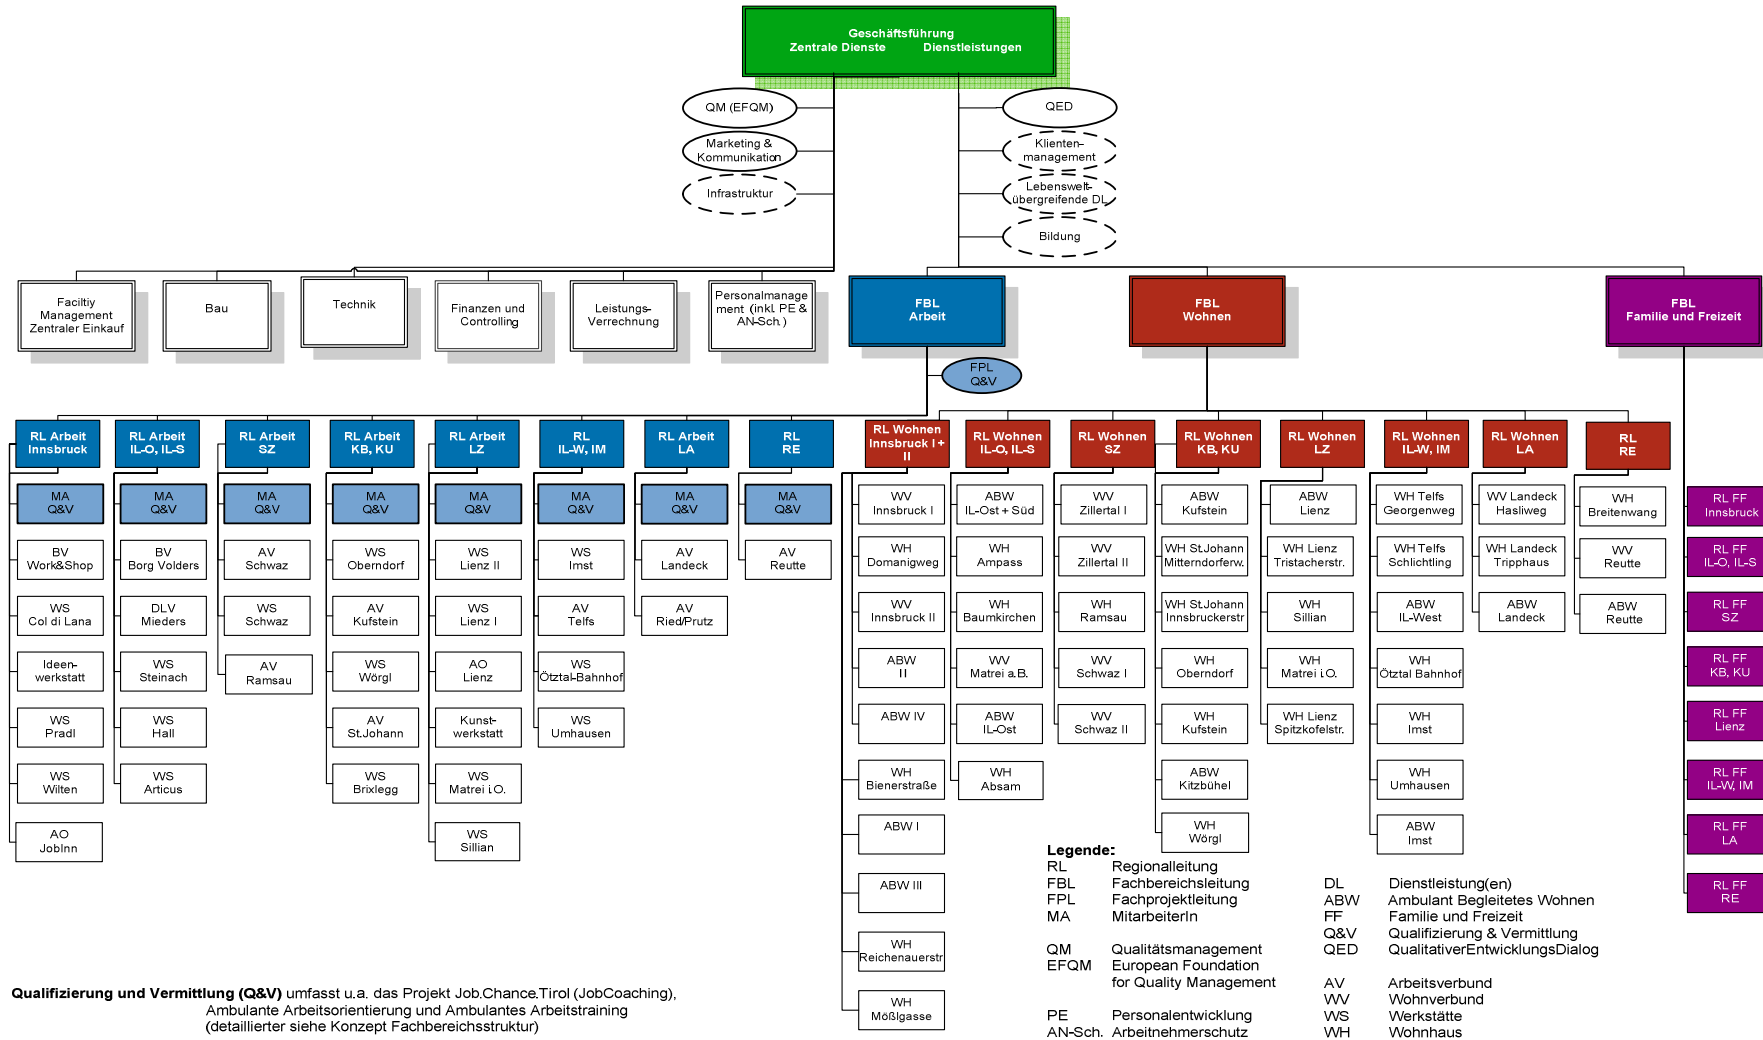 Geschäftsführung
Zentrale Dienste Dienstleistungen
QM (EFQM)
Marketing &
Kommunikation
Infrastruktur
QED
Klienten-
management
Lebenswelt-
übergreifende DL
Bildung
Faciltiy
Management
Zentraler Einkauf
Bau
Technik
Finanzen und
Controlling
Leistungs-
Verrechnung
Personalmanage
ment (inkl. PE &
AN-Sch.)
FBL
Arbeit
FBL
Wohnen
FBL
Familie und Freizeit
FPL
Q&V
RL Arbeit
Innsbruck
MA
Q&V
BV
Work&Shop
WS
Col di Lana
Ideen-
werkstatt
WS
Pradl
WS
Wilten
AO
JobInn
RL Arbeit
IL-O, IL-S
MA
Q&V
BV
Borg Volders
DLV
Mieders
WS
Steinach
WS
Hall
WS
Articus
RL Arbeit
SZ
MA
Q&V
AV
Schwaz
WS
Schwaz
AV
Ramsau
RL Arbeit
KB, KU
MA
Q&V
WS
Oberndorf
AV
Kufstein
WS
Wörgl
AV
St.Johann
WS
Brixlegg
RL Arbeit
LZ
MA
Q&V
WS
Lienz II
WS
Lienz I
AO
Lienz
Kunst-
werkstatt
WS
Matrei i.O.
WS
Sillian
RL
IL-W, IM
MA
Q&V
WS
Imst
AV
Telfs
WS
Ötztal-Bahnhof
WS
Umhausen
RL Arbeit
LA
MA
Q&V
AV
Landeck
AV
Ried/Prutz
RL
RE
MA
Q&V
AV
Reutte
RL Wohnen
Innsbruck I +
II
WV
Innsbruck I
WH
Domanigweg
WV
Innsbruck II
ABW
II
ABW IV
WH
Bienerstraße
ABW I
ABW III
WH
Reichenauerstr
WH
Mößlgasse
RL Wohnen
IL-O, IL-S
ABW
IL-Ost + Süd
WH
Ampass
WH
Baumkirchen
WV
Matrei a.B.
ABW
IL-Ost
WH
Absam
RL Wohnen
SZ
WV
Zillertal I
WV
Zillertal II
WH
Ramsau
WV
Schwaz I
WV
Schwaz II
RL Wohnen
KB, KU
ABW
Kufstein
WH St.Johann
Mitterndorferw.
WH St.Johann
Innsbruckerstr
WH
Oberndorf
WH
Kufstein
ABW
Kitzbühel
WH
Wörgl
RL Wohnen
LZ
ABW
Lienz
WH Lienz
Tristacherstr.
WH
Sillian
WH
Matrei i.O.
WH Lienz
Spitzkofelstr.
RL Wohnen
IL-W, IM
WH Telfs
Georgenweg
WH Telfs
Schlichtling
ABW
IL-West
WH
Ötztal Bahnhof
WH
Imst
WH
Umhausen
ABW
Imst
RL Wohnen
LA
WV Landeck
Hasliweg
WH Landeck
Tripphaus
ABW
Landeck
RL
RE
WH
Breitenwang
WV
Reutte
ABW
Reutte
RL FF
Innsbruck
RL FF
IL-O, IL-S
RL FF
SZ
RL FF
KB, KU
RL FF
Lienz
RL FF
IL-W, IM
RL FF
LA
RL FF
RE
Legende:
RL Regionalleitung
FBL Fachbereichsleitung
FPL Fachprojektleitung
MA MitarbeiterIn
QM Qualitätsmanagement
EFQM European Foundation
for Quality Management
PE Personalentwicklung
AN-Sch. Arbeitnehmerschutz
DL Dienstleistung(en)
ABW Ambulant Begleitetes Wohnen
FF Familie und Freizeit
Q&V Qualifizierung & Vermittlung
QED QualitativerEntwicklungsDialog
AV Arbeitsverbund
WV Wohnverbund
WS Werkstätte
WH Wohnhaus
Qualifizierung und Vermittlung (Q&V) umfasst u.a. das Projekt Job.Chance.Tirol (JobCoaching),
Ambulante Arbeitsorientierung und Ambulantes Arbeitstraining
(detaillierter siehe Konzept Fachbereichsstruktur)